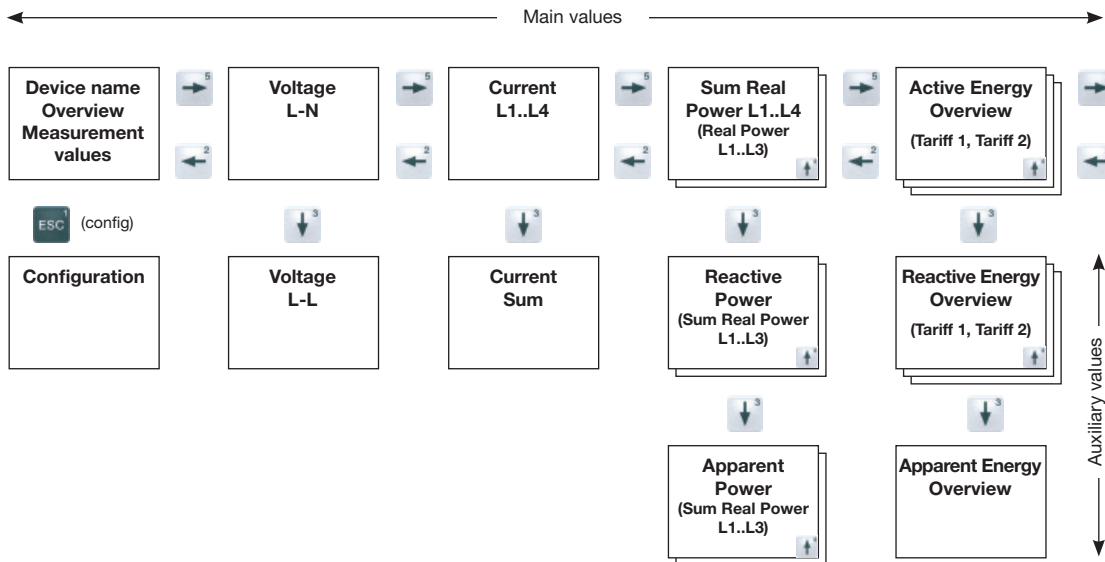 Main values
Device name
Overview
Measurement
values
5
2
Voltage
L-N
5
2
Current
L1..L4
5
2
Sum Real
Power L1..L4
(Real Power
L1..L3)
4
5
2
Active Energy
Overview
(Tariff 1, Tariff 2)
4
ESC 1
(config)
3
3
3
3
Configuration
Voltage
L-L
Current
Sum
Reactive
Power
(Sum Real Power
L1..L3)
4
Reactive Energy
Overview
(Tariff 1, Tariff 2)
4
Auxiliary values
3
3
Apparent
Power
(Sum Real Power
L1..L3)
4
Apparent Energy
Overview